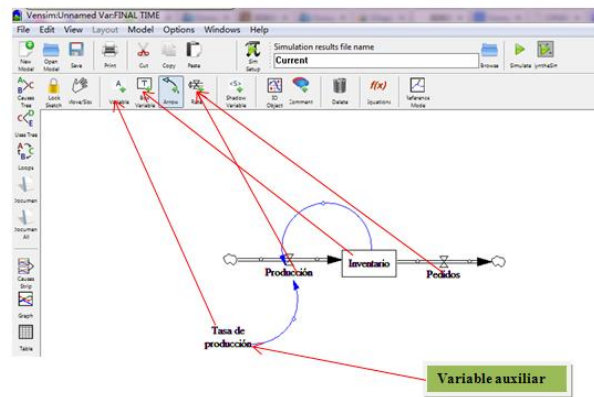 Vensim:Unnamed Var:FINAL TIME
File Edit View Layout Model Options Windows Help
New Model
Open Model
Save
Print
Cut
Copy
Paste
Sim Setup
Simulation results file name
Current
Browse
Simulate
SyntheSim
Causes Tree
Lock Sketch
Move/Size
Variable
Box Variable
Arrow
Rate
Shadow Variable
IO Object
Comment
Delete
Equations
f(x)
Reference Mode
Uses Tree
Loops
Documen
Documen All
Causes Strip
Graph
Table
Producción
Inventario
Pedidos
Tasa de
producción
Variable auxiliar